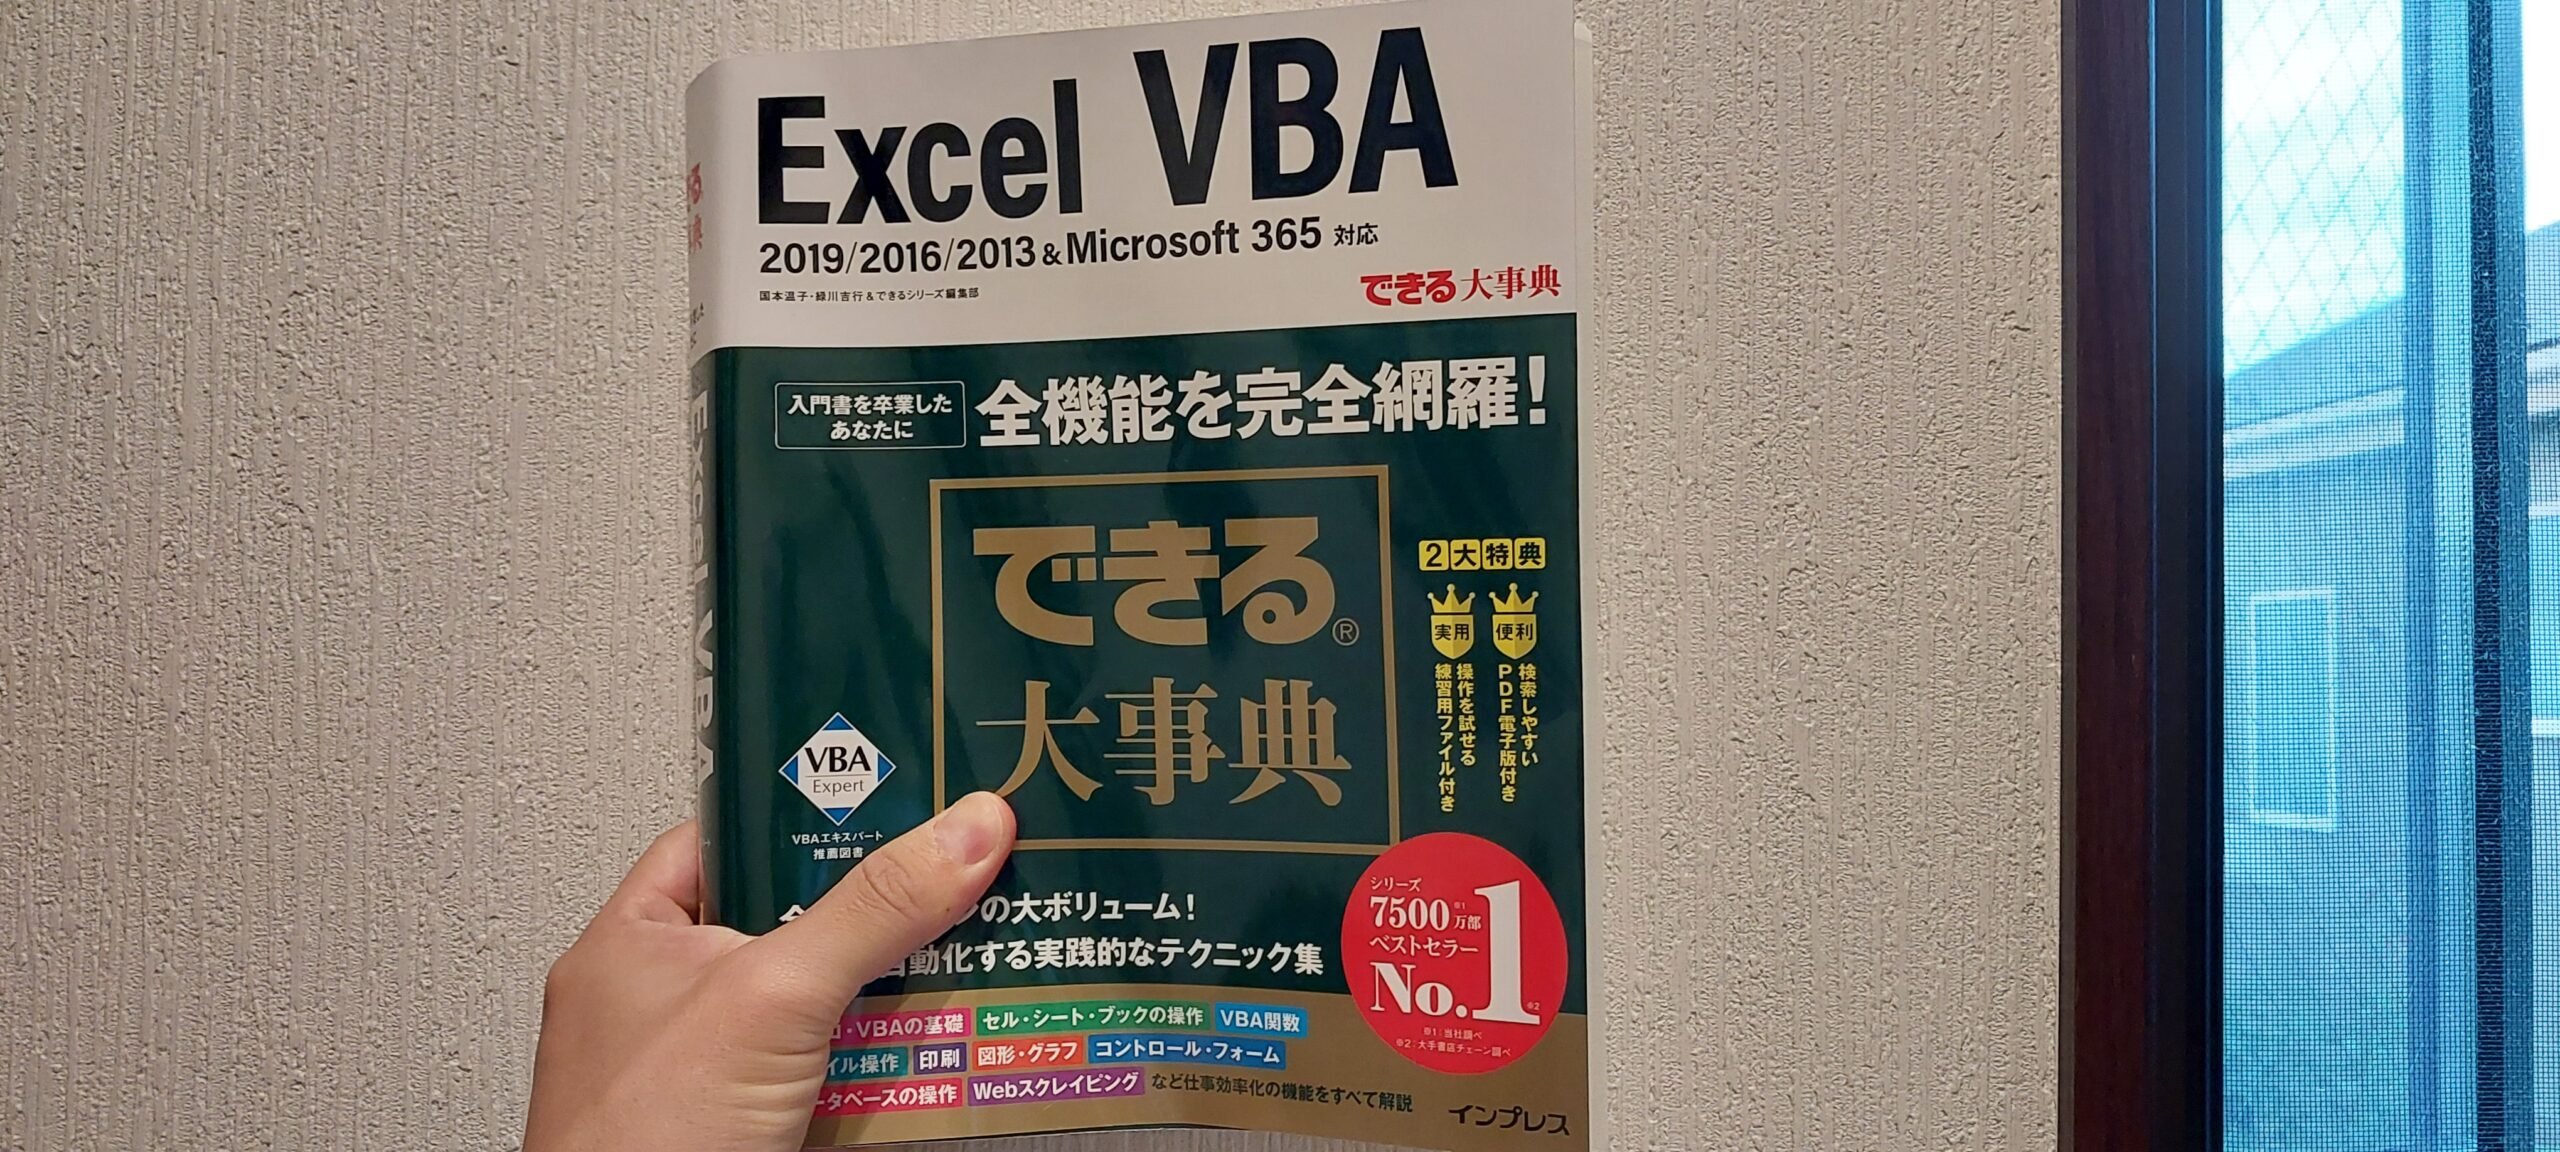 Excel VBA
2019/2016/2013&Microsoft 365 対応
国本温子・緑川吉行&できるシリーズ編集部
できる大事典
入門書を卒業した
あなたに
全機能を完全網羅!
できる®
大事典
2大特典
実用
操作を試せる
練習用ファイル付き
便利
検索しやすい
PDF電子版付き
VBA
Expert
VBAエキスパート
推薦図書
の大ボリューム!
動化する実践的なテクニック集
シリーズ
7500万部※1
ベストセラー
No.1※2
※1:当社調べ
※2:大手書店チェーン調べ
・VBAの基礎
セル・シート・ブックの操作
VBA関数
イル操作
印刷
図形・グラフ
コントロール・フォーム
タベースの操作
Webスクレイピング
など仕事効率化の機能をすべて解説
インプレス
Excel VBA